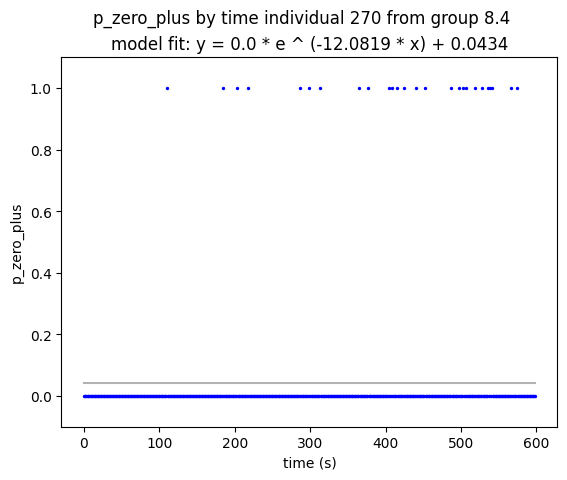 p_zero_plus by time individual 270 from group 8.4
model fit: y = 0.0 * e ^ (-12.0819 * x) + 0.0434
1.0
0.8
0.6
0.4
0.2
0.0
p_zero_plus
0 100 200 300 400 500 600
time (s)